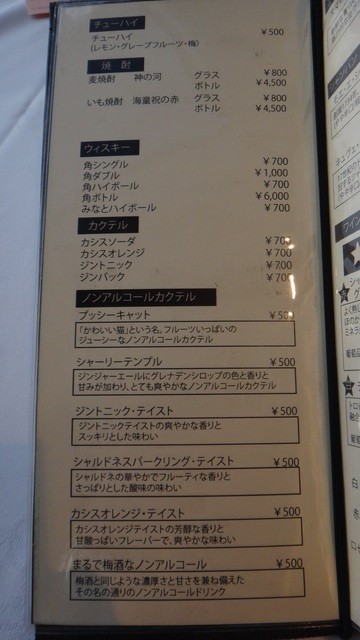 チューハイ
チューハイ ¥500
(レモン・グレープフルーツ・梅)
焼酎
麦焼酎 神の河 グラス ¥800
ボトル ¥4,500
いも焼酎 海童祝の赤 グラス ¥800
ボトル ¥4,500
ウィスキー
角シングル ¥700
角ダブル ¥1,000
角ハイボール ¥700
角ボトル ¥6,000
みなとハイボール ¥700
カクテル
カシスソーダ ¥700
カシスオレンジ ¥700
ジントニック ¥700
ジンバック ¥700
ノンアルコールカクテル
プッシーキャット ¥500
「かわいい猫」という名。フルーツいっぱいの
ジューシーなノンアルコールカクテル
シャーリーテンプル ¥500
ジンジャーエールにグレナデンシロップの色と香りと
甘みが加わり、とても爽やかなノンアルコールカクテル
ジントニック・テイスト ¥500
ジントニックテイストの爽やかな香りと
スッキリとした味わい
シャルドネスパークリング・テイスト ¥500
シャルドネの華やかでフルーティな香りと
さっぱりとした酸味の味わい
カシスオレンジ・テイスト ¥500
カシスオレンジテイストの芳醇な香りと
甘酸っぱいフレーバーで、爽やかな味わい
まるで梅酒なノンアルコール ¥500
梅酒と同じような濃厚さと甘さを兼ね備えた
その名の通りのノンアルコールドリンク